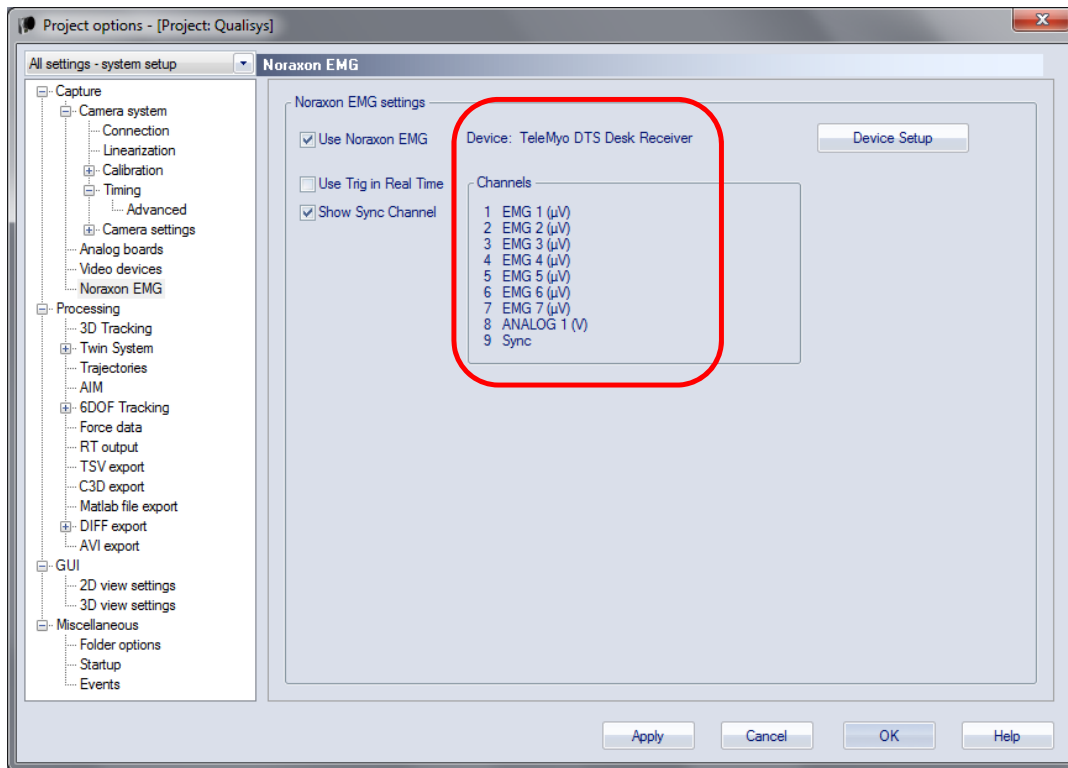 Project options - [Project: Qualisys]
All settings - system setup
Noraxon EMG
Capture
Camera system
Connection
Linearization
Calibration
Timing
Advanced
Camera settings
Analog boards
Video devices
Noraxon EMG
Processing
3D Tracking
Twin System
Trajectories
AIM
6DOF Tracking
Force data
RT output
TSV export
C3D export
Matlab file export
DIFF export
AVI export
GUI
2D view settings
3D view settings
Miscellaneous
Folder options
Startup
Events
Noraxon EMG settings
Use Noraxon EMG
Device: TeleMyo DTS Desk Receiver
Device Setup
Use Trig in Real Time
Show Sync Channel
Channels
1 EMG 1 (µV)
2 EMG 2 (µV)
3 EMG 3 (µV)
4 EMG 4 (µV)
5 EMG 5 (µV)
6 EMG 6 (µV)
7 EMG 7 (µV)
8 ANALOG 1 (V)
9 Sync
Apply
Cancel
OK
Help